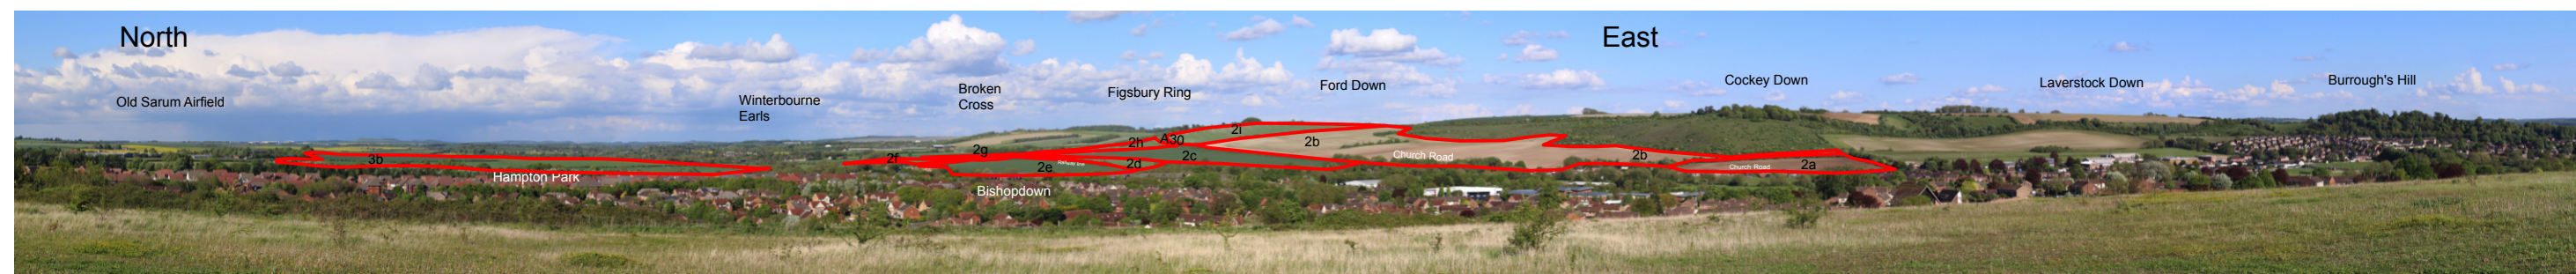 North
East
Old Sarum Airfield
Winterbourne
Earls
Broken
Cross
Figsbury Ring
Ford Down
Cockey Down
Laverstock Down
Burrough's Hill
3b
Hampton Park
2f
2g
2h
A30
2i
2b
2e
Railway line
2d
2c
Church Road
2b
Church Road
2a
Bishopdown